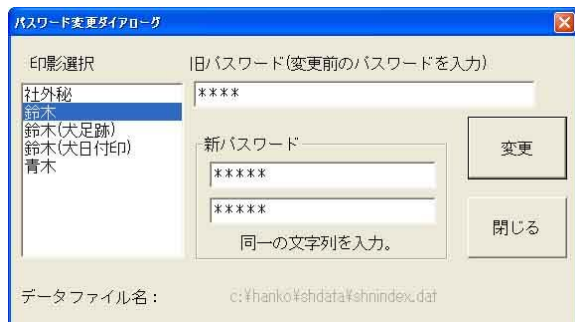 パスワード変更ダイアローグ
印影選択
旧パスワード(変更前のパスワードを入力)
社外秘
鈴木
鈴木(犬足跡)
鈴木(犬日付印)
青木
****
新パスワード
*****
*****
同一の文字列を入力。
変更
閉じる
データファイル名:
c:¥hanko¥shdata¥shnindex.dat